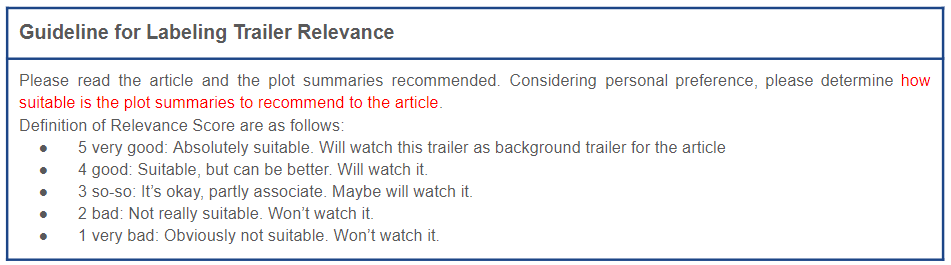 Guideline for Labeling Trailer Relevance
Please read the article and the plot summaries recommended. Considering personal preference, please determine how
suitable is the plot summaries to recommend to the article.
Definition of Relevance Score are as follows:
● 5 very good: Absolutely suitable. Will watch this trailer as background trailer for the article
● 4 good: Suitable, but can be better. Will watch it.
● 3 so-so: It’s okay, partly associate. Maybe will watch it.
● 2 bad: Not really suitable. Won’t watch it.
● 1 very bad: Obviously not suitable. Won’t watch it.